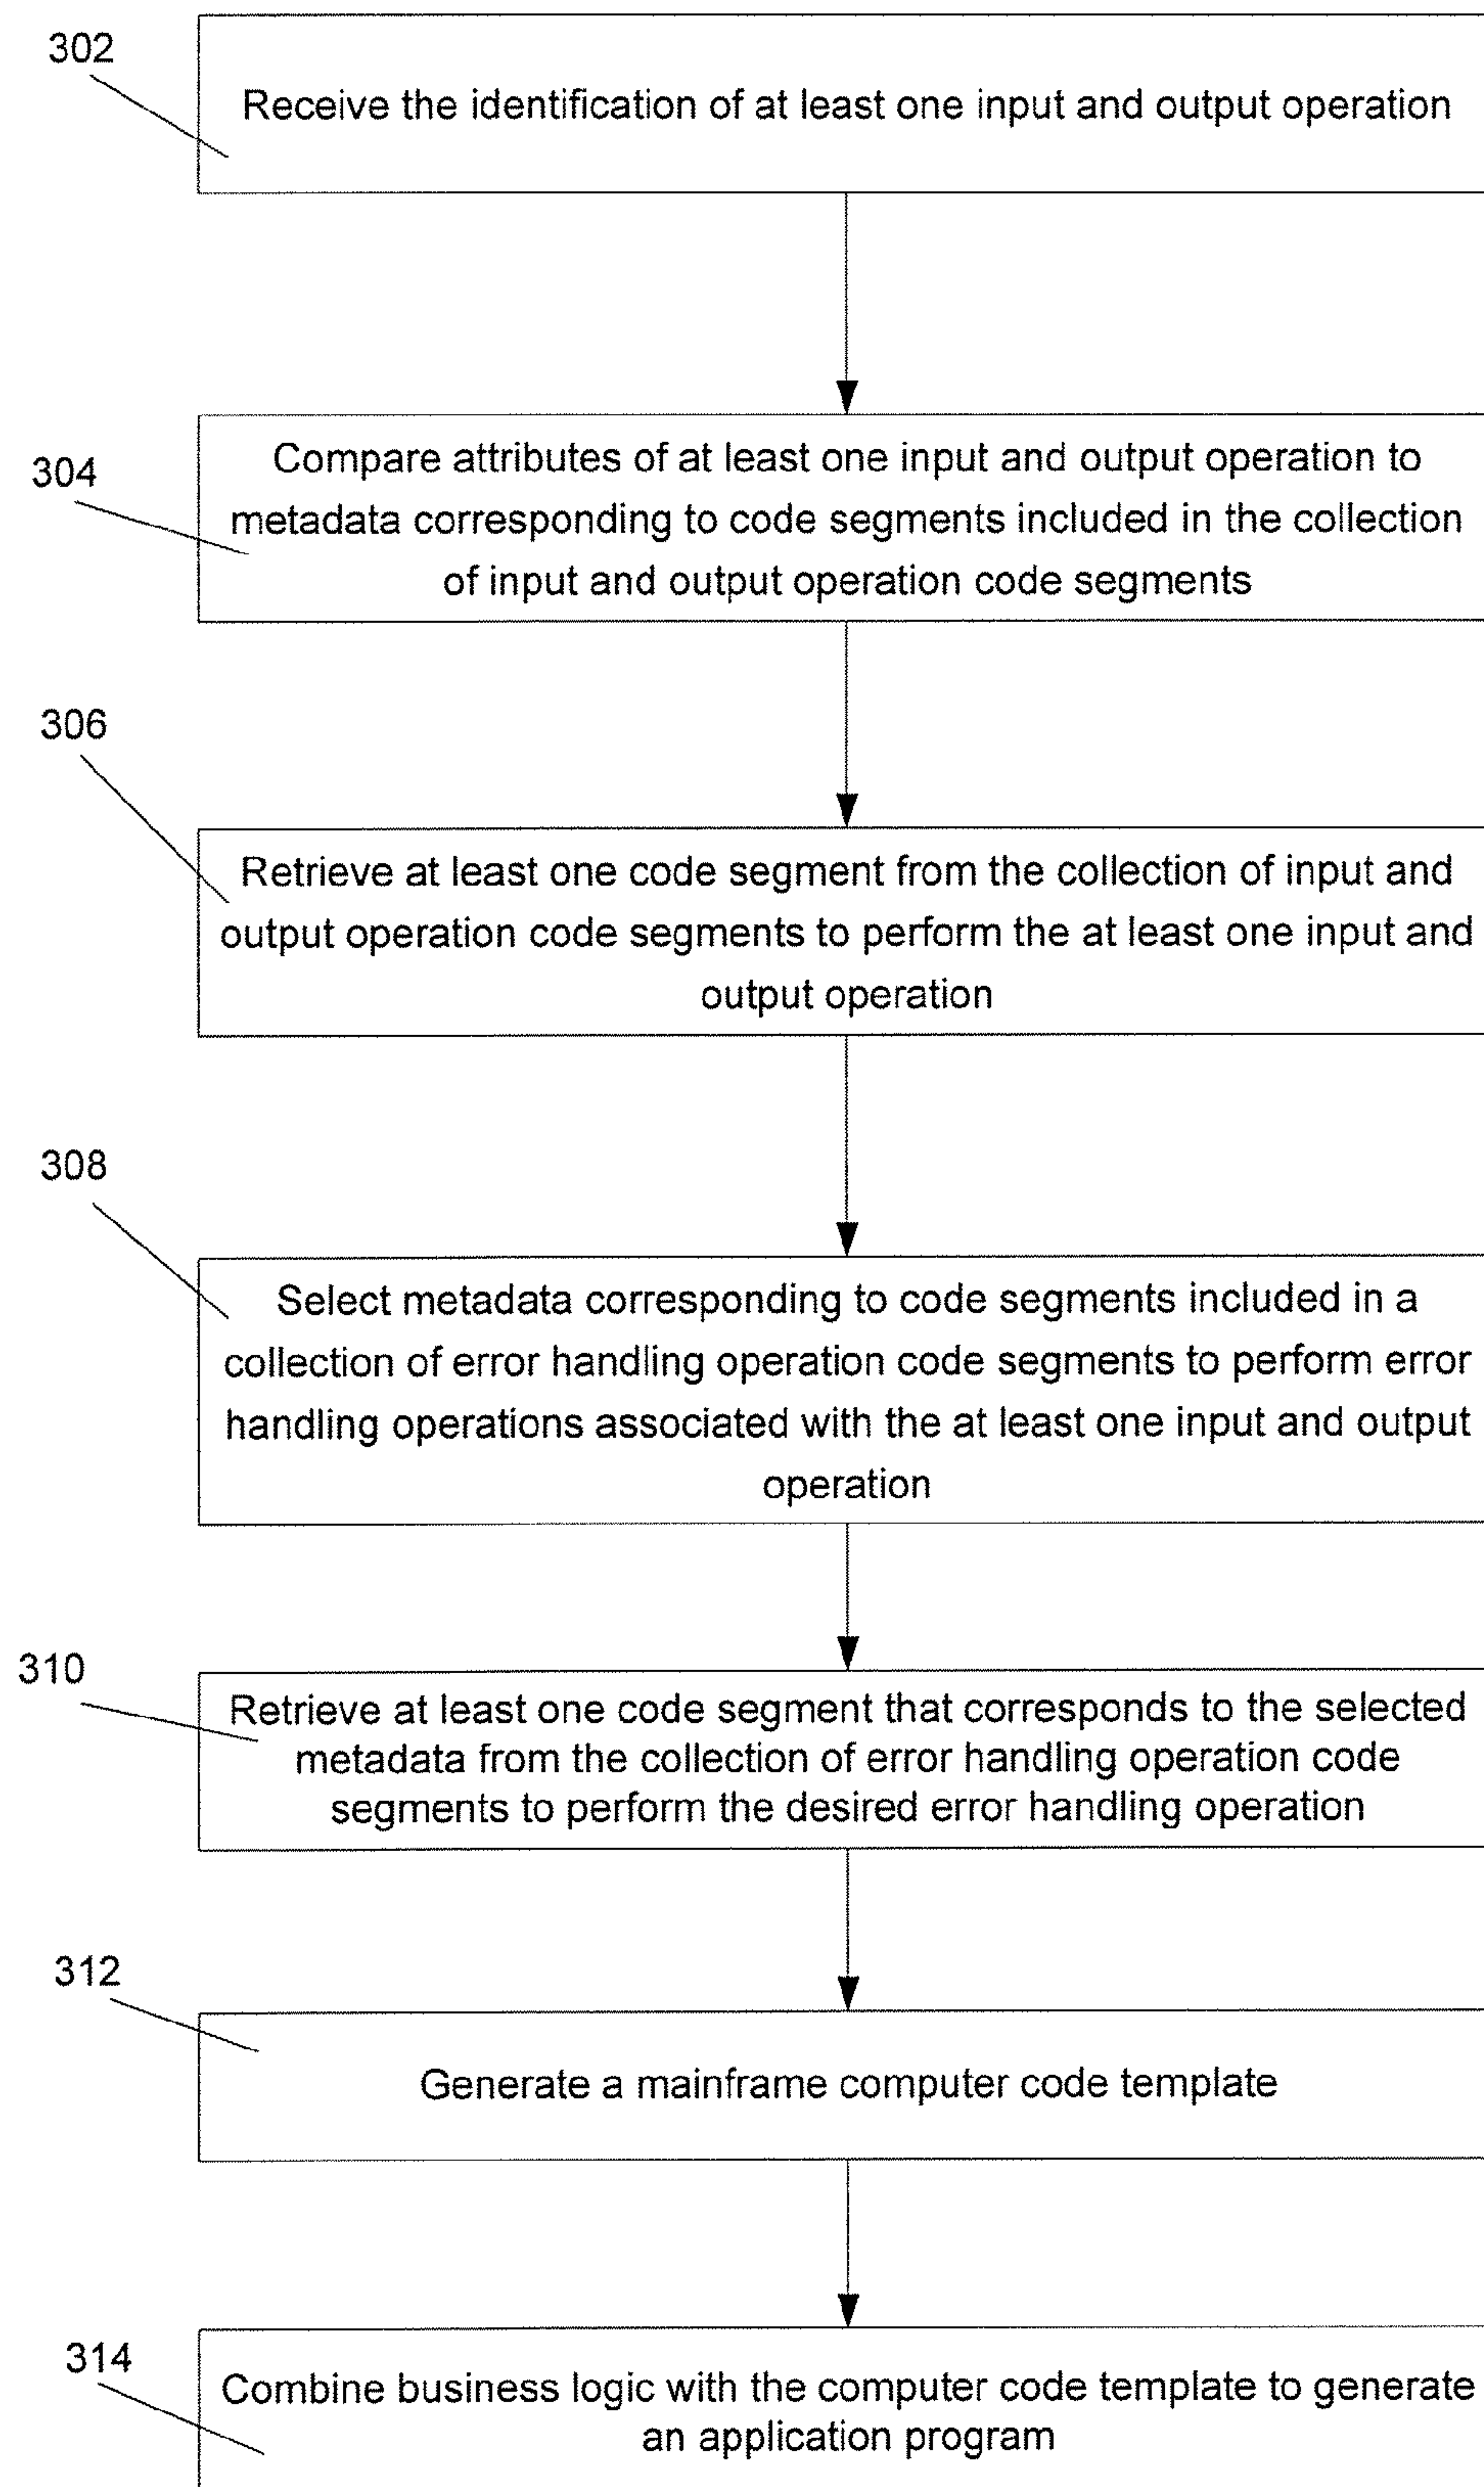 302
Receive the identification of at least one input and output operation
304
Compare attributes of at least one input and output operation to
metadata corresponding to code segments included in the collection
of input and output operation code segments
306
Retrieve at least one code segment from the collection of input and
output operation code segments to perform the at least one input and
output operation
308
Select metadata corresponding to code segments included in a
collection of error handling operation code segments to perform error
handling operations associated with the at least one input and output
operation
310
Retrieve at least one code segment that corresponds to the selected
metadata from the collection of error handling operation code
segments to perform the desired error handling operation
312
Generate a mainframe computer code template
314
Combine business logic with the computer code template to generate
an application program